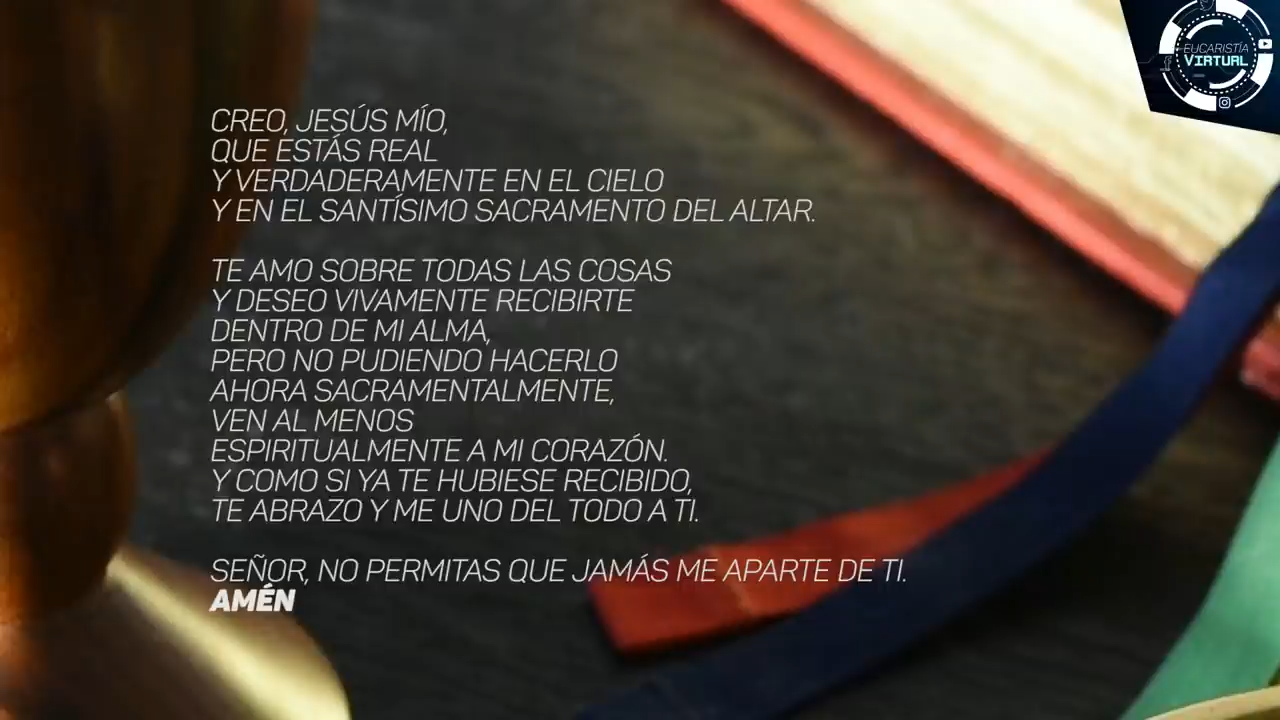 EUCARISTÍA
VIRTUAL
CREO, JESÚS MÍO,
QUE ESTÁS REAL
Y VERDADERAMENTE EN EL CIELO
Y EN EL SANTÍSIMO SACRAMENTO DEL ALTAR.
TE AMO SOBRE TODAS LAS COSAS
Y DESEO VIVAMENTE RECIBIRTE
DENTRO DE MI ALMA,
PERO NO PUDIENDO HACERLO
AHORA SACRAMENTALMENTE,
VEN AL MENOS
ESPIRITUALMENTE A MI CORAZÓN.
Y COMO SI YA TE HUBIESE RECIBIDO,
TE ABRAZO Y ME UNO DEL TODO A TI.
SEÑOR, NO PERMITAS QUE JAMÁS ME APARTE DE TI.
AMÉN